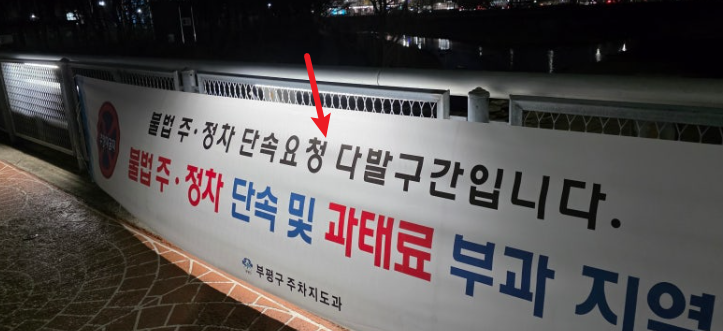 불법 주·정차 단속요청 다발구간입니다.
불법 주·정차 단속 및 과태료 부과 지역
부평구 주차지도과